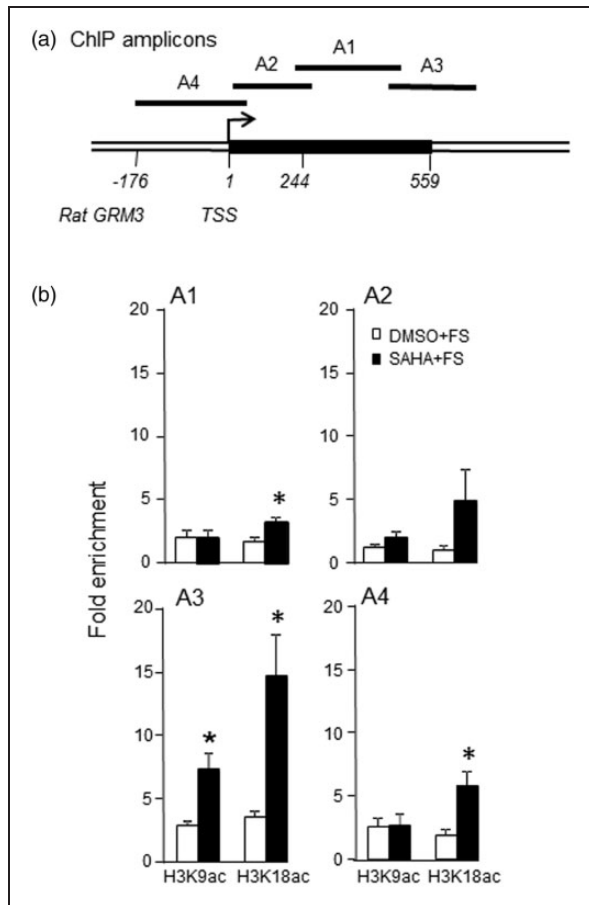 (a) ChIP amplicons
A1
A2
A3
A4
-176 1 244 559
Rat GRM3 TSS
(b)
A1
20
15
10
5
0
*
A2
20
15
10
5
0
DMSO+FS
SAHA+FS
Fold enrichment
A3
20
15
10
5
0
*
*
H3K9ac H3K18ac
A4
20
15
10
5
0
*
H3K9ac H3K18ac